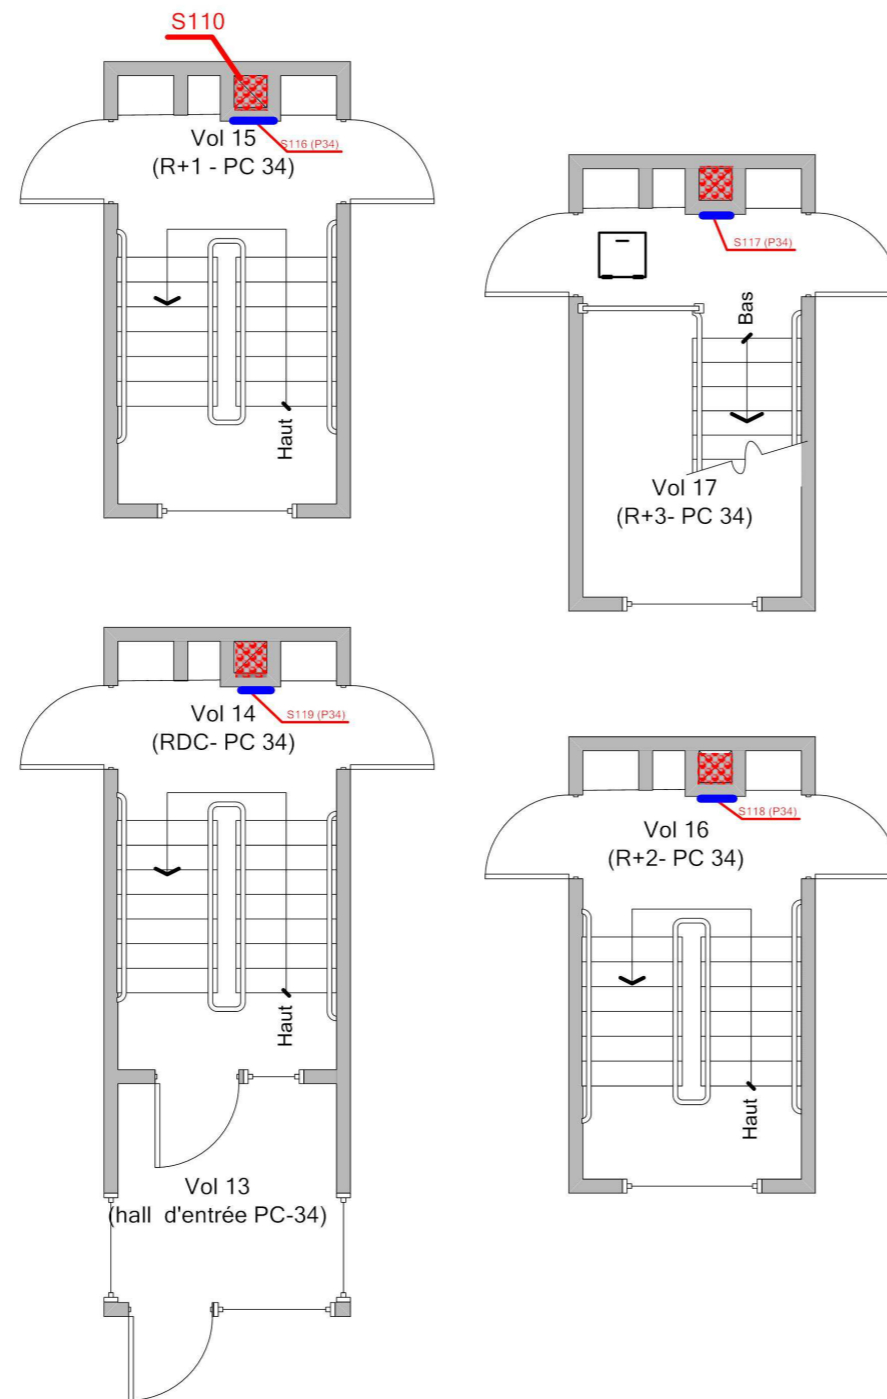 S110
Vol 15
S116 (P34)
(R+1 - PC 34)
Haut
S117 (P34)
Bas
Vol 17
(R+3- PC 34)
Vol 14
S119 (P34)
(RDC- PC 34)
Haut
Vol 13
(hall d'entrée PC-34)
S118 (P34)
Vol 16
(R+2- PC 34)
Haut